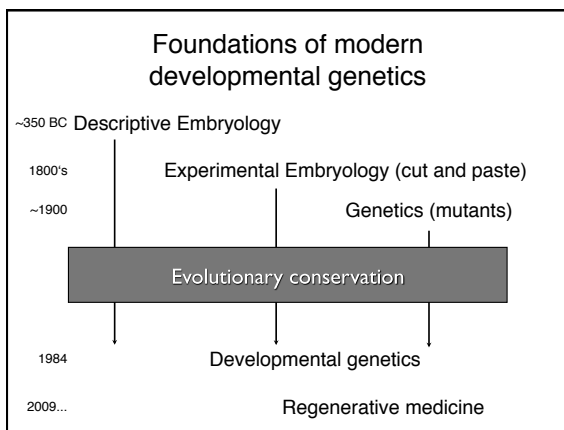 Foundations of modern
developmental genetics
~350 BC Descriptive Embryology
1800's Experimental Embryology (cut and paste)
~1900 Genetics (mutants)
Evolutionary conservation
1984 Developmental genetics
2009... Regenerative medicine